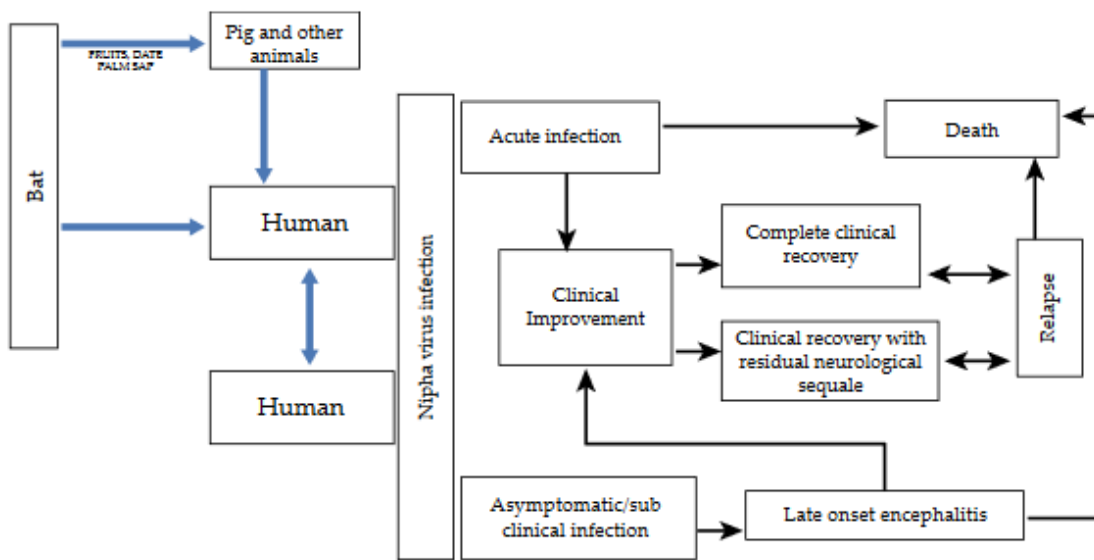 Bat
FRUITS, DATE
PALM SAP
Pig and other
animals
Human
Human
Nipha virus infection
Acute infection
Death
Complete clinical
recovery
Clinical
Improvement
Clinical recovery with
residual neurological
sequale
Relapse
Asymptomatic/sub
clinical infection
Late onset encephalitis